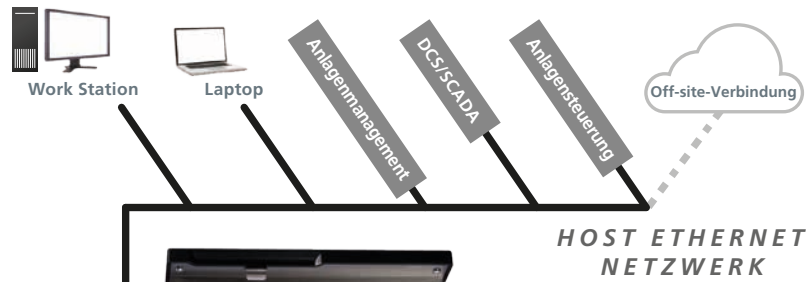 Work Station
Laptop
Anlagenmanagement
DCS/SCADA
Anlagensteuerung
Off-site-Verbindung
HOST ETHERNET
NETZWERK